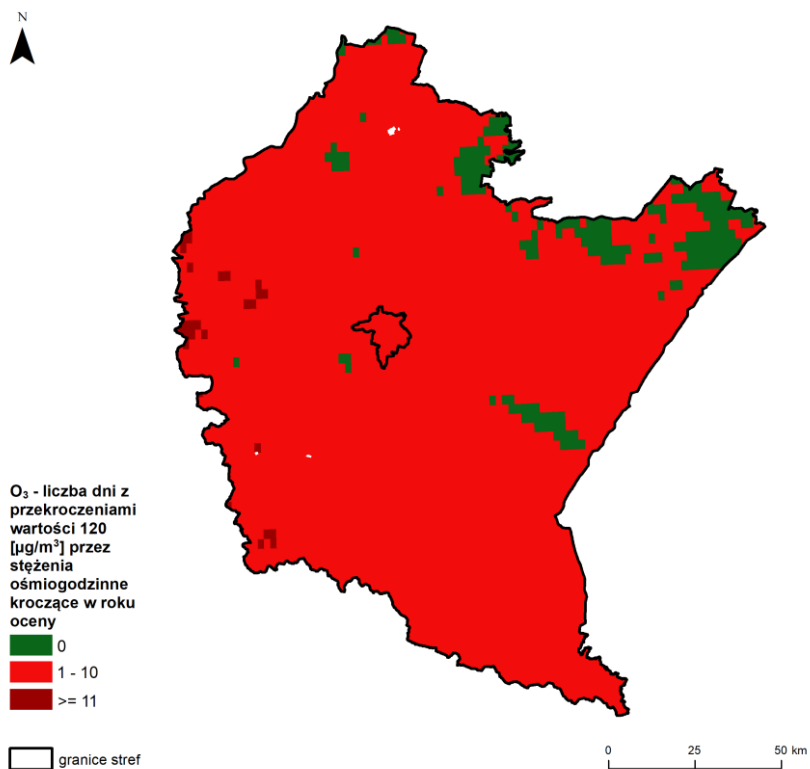 N
O₃ - liczba dni z
przekroczeniami
wartości 120
[µg/m³] przez
stężenia
ośmiogodzinne
kroczące w roku
oceny
0
1 - 10
>= 11
granice stref
0 25 50 km